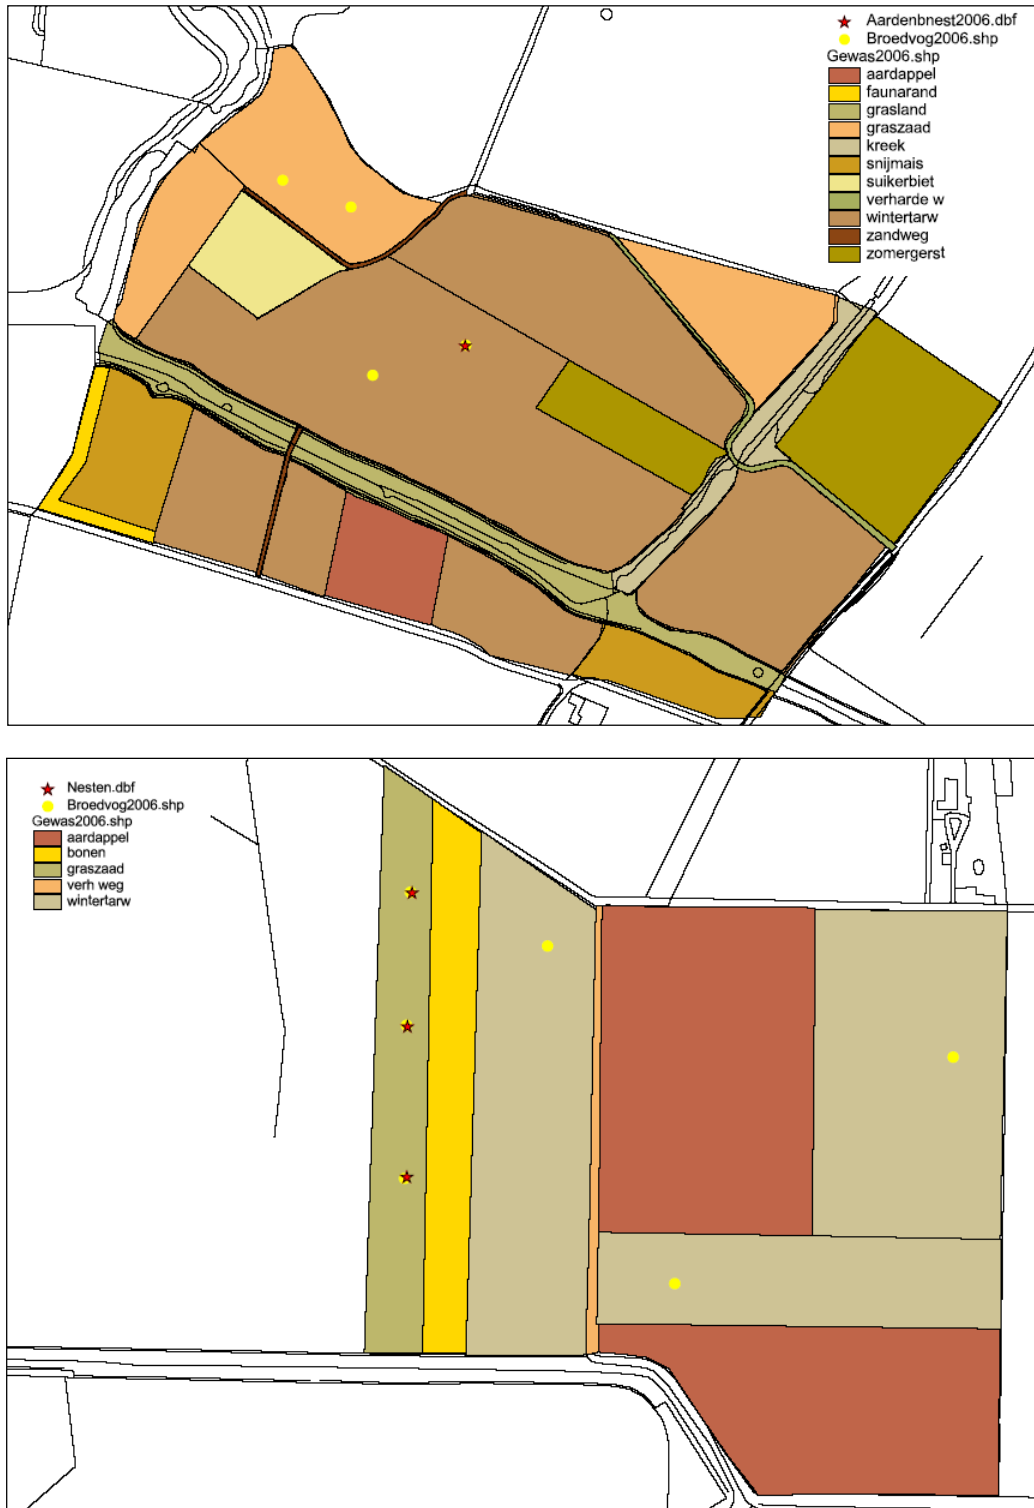 Aardenbnest2006.dbf
Broedvog2006.shp
Gewas2006.shp
aardappel
faunarand
grasland
graszaad
kreek
snijmais
suikerbiet
verharde w
wintertarw
zandweg
zomergerst
Nesten.dbf
Broedvog2006.shp
Gewas2006.shp
aardappel
bonen
graszaad
verh weg
wintertarw